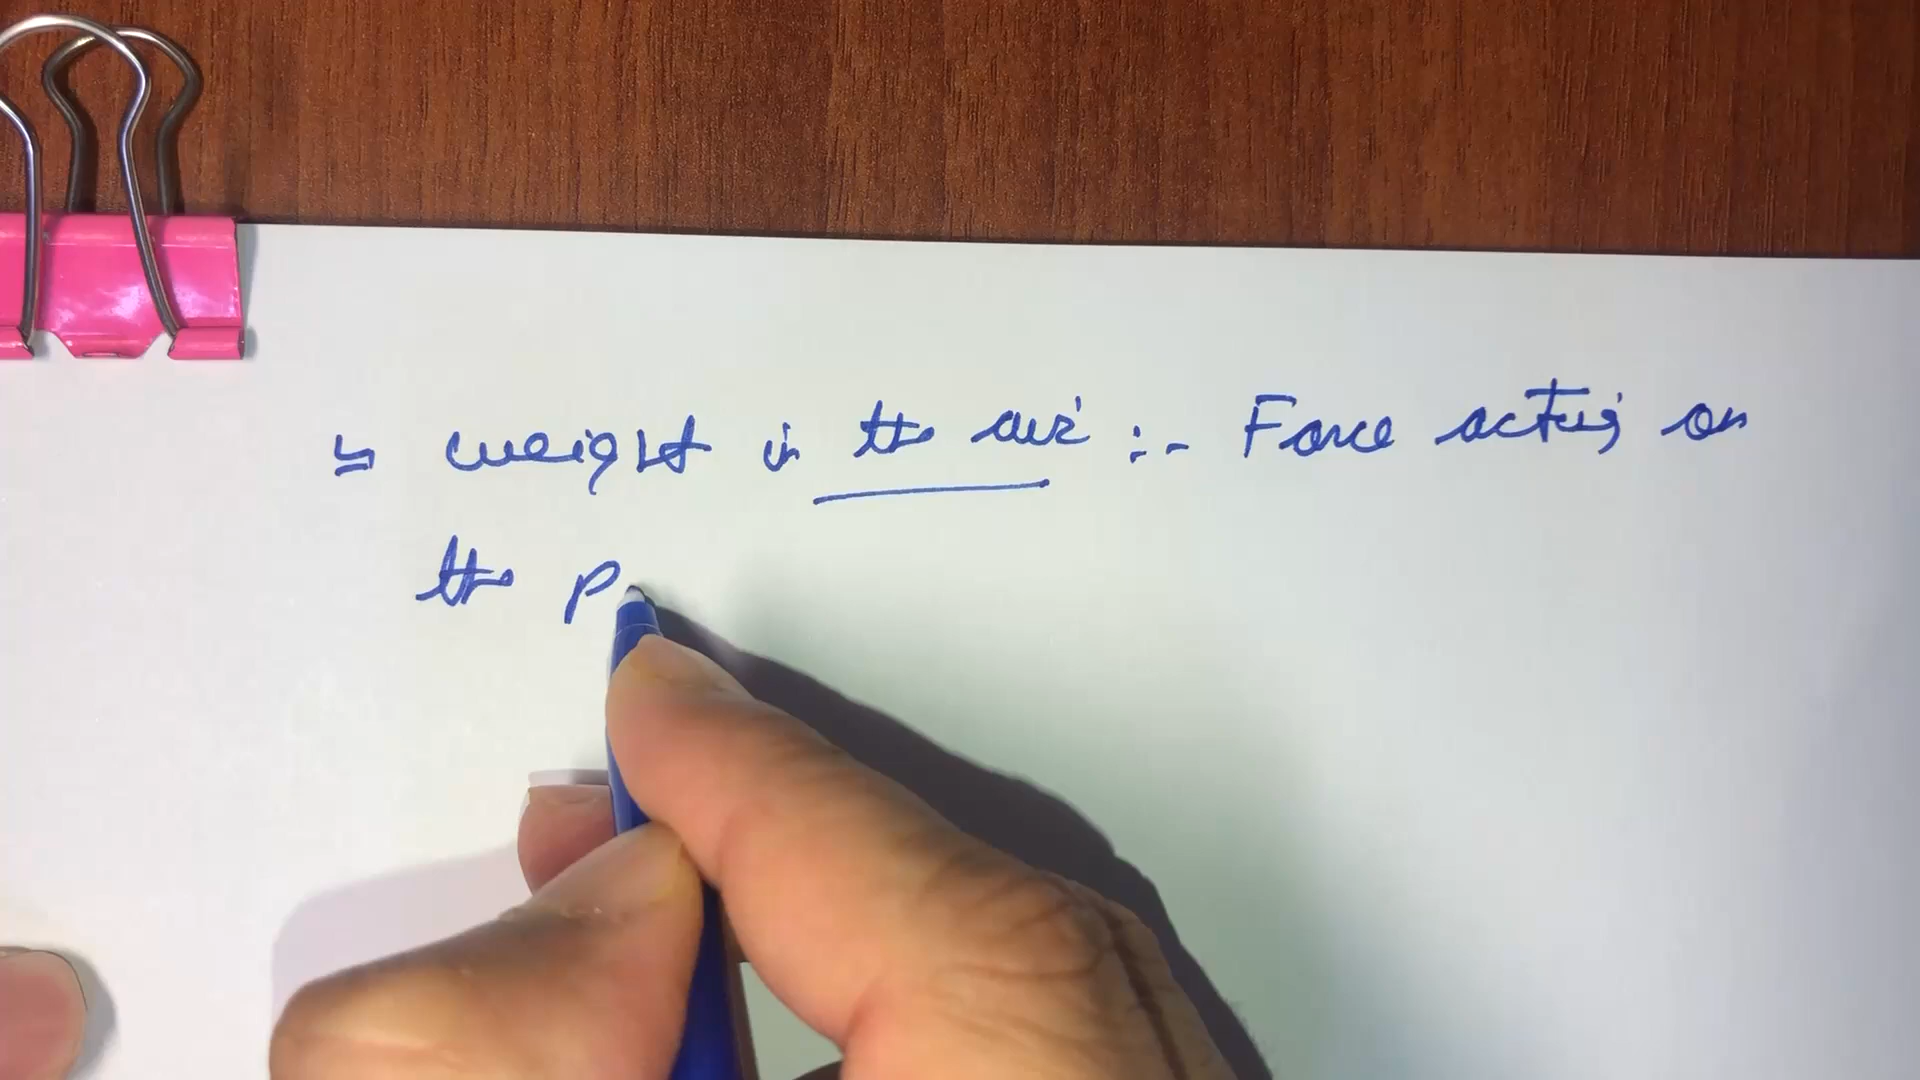 ↳ weight in the air :- Force acting on
the p